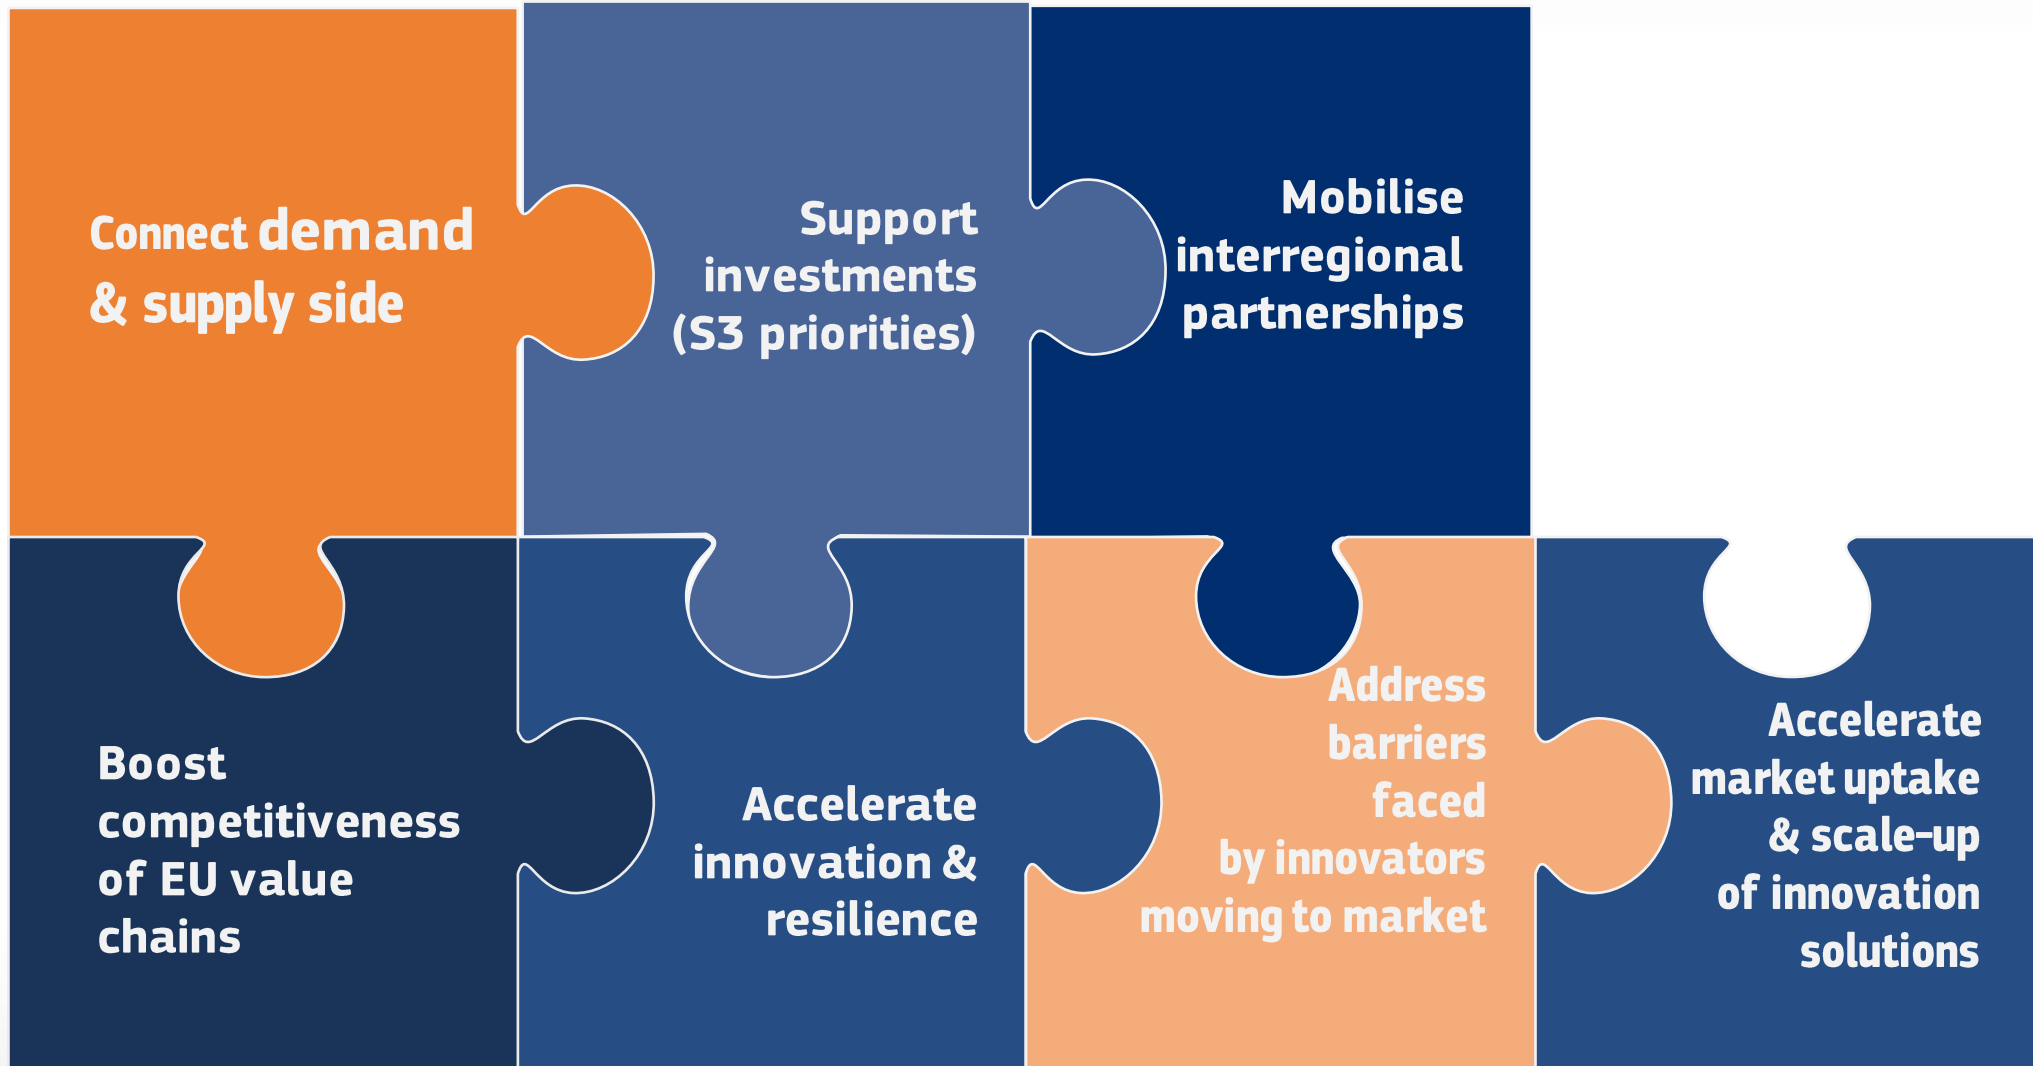 Connect demand
& supply side
Support
investments
(S3 priorities)
Mobilise
interregional
partnerships
Boost
competitiveness
of EU value
chains
Accelerate
innovation &
resilience
Address
barriers
faced
by innovators
moving to market
Accelerate
market uptake
& scale-up
of innovation
solutions